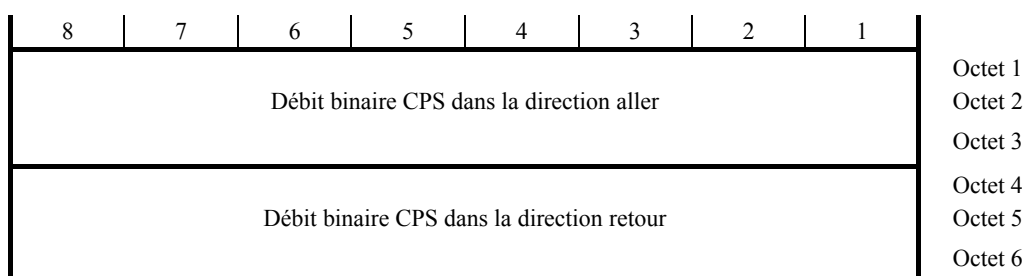 8 7 6 5 4 3 2 1
Octet 1
Débit binaire CPS dans la direction aller Octet 2
Octet 3
Octet 4
Débit binaire CPS dans la direction retour Octet 5
Octet 6